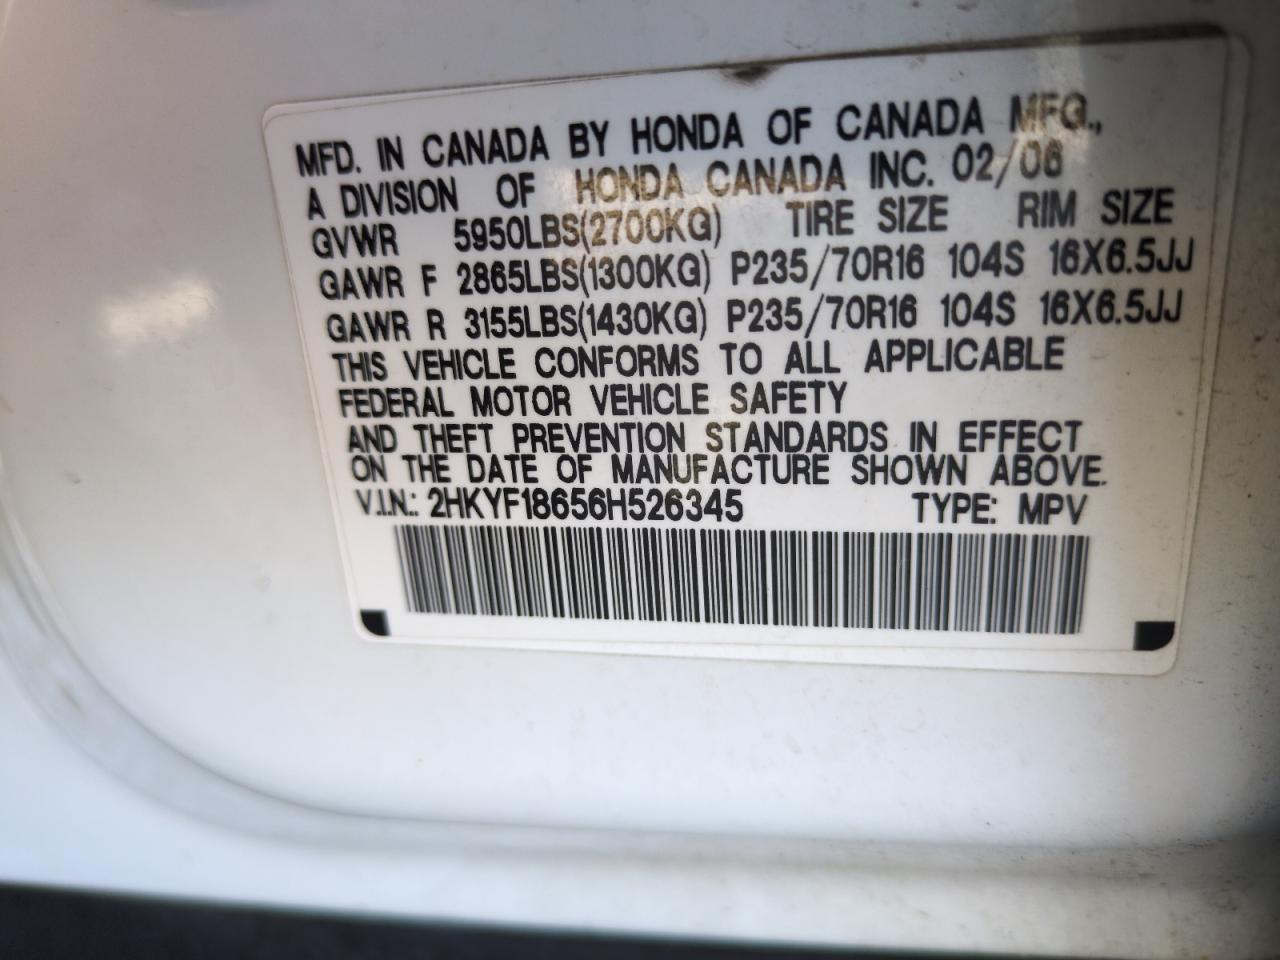 MFD. IN CANADA BY HONDA OF CANADA MFG.,
A DIVISION OF HONDA CANADA INC. 02/06
GVWR 5950LBS(2700KG) TIRE SIZE RIM SIZE
GAWR F 2865LBS(1300KG) P235/70R16 104S 16X6.5JJ
GAWR R 3155LBS(1430KG) P235/70R16 104S 16X6.5JJ
THIS VEHICLE CONFORMS TO ALL APPLICABLE
FEDERAL MOTOR VEHICLE SAFETY
AND THEFT PREVENTION STANDARDS IN EFFECT
ON THE DATE OF MANUFACTURE SHOWN ABOVE.
V.I.N.: 2HKYF18656H526345 TYPE: MPV